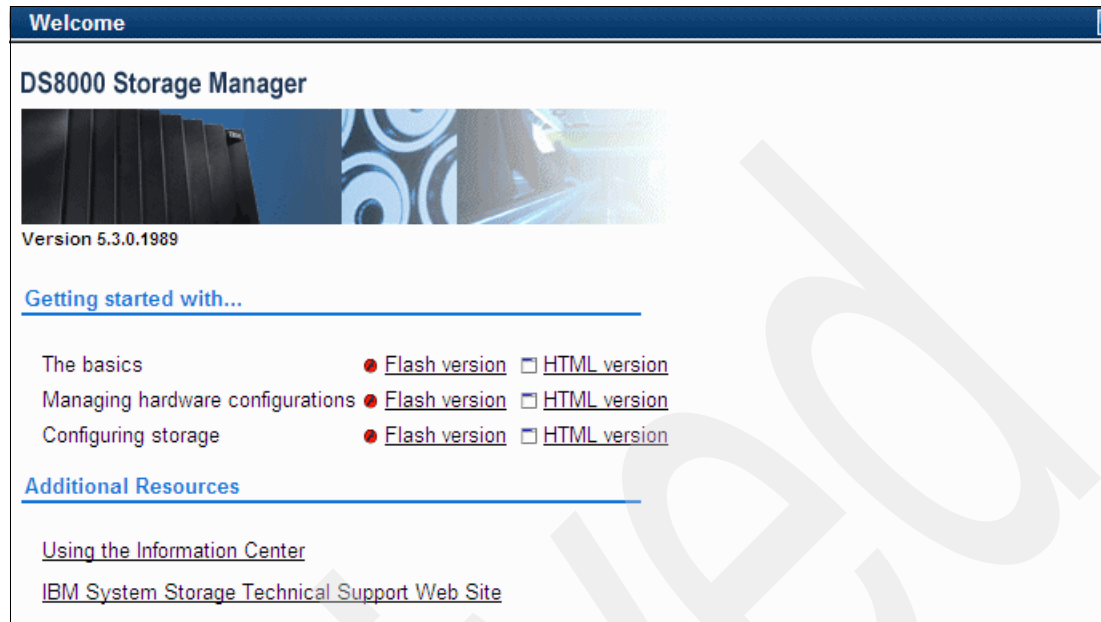 Welcome
DS8000 Storage Manager
Version 5.3.0.1989
Getting started with...
The basics Flash version HTML version
Managing hardware configurations Flash version HTML version
Configuring storage Flash version HTML version
Additional Resources
Using the Information Center
IBM System Storage Technical Support Web Site